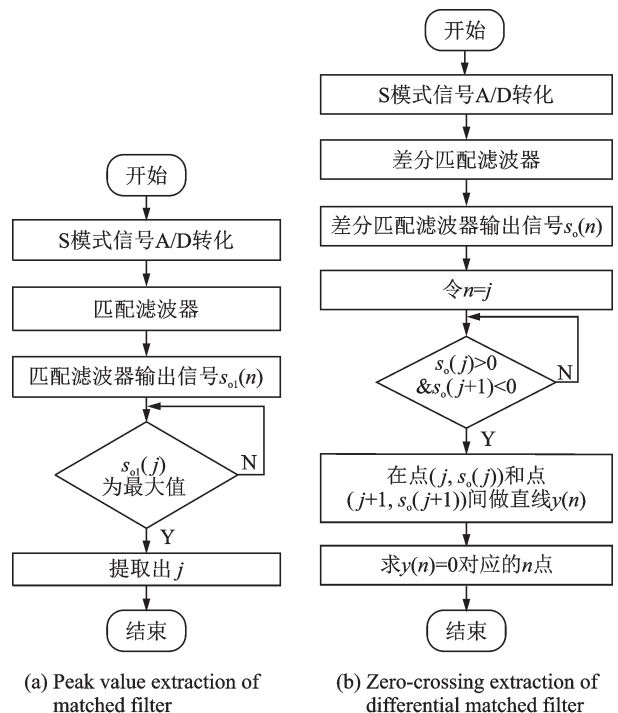 开始
S模式信号A/D转化
匹配滤波器
匹配滤波器输出信号so1(n)
so1(j)
为最大值
N
Y
提取出j
结束
(a) Peak value extraction of
matched filter
开始
S模式信号A/D转化
差分匹配滤波器
差分匹配滤波器输出信号so(n)
令n=j
so(j)>0
&so(j+1)<0
N
Y
在点(j, so(j))和点
(j+1, so(j+1))间做直线y(n)
求y(n)=0对应的n点
结束
(b) Zero-crossing extraction of
differential matched filter